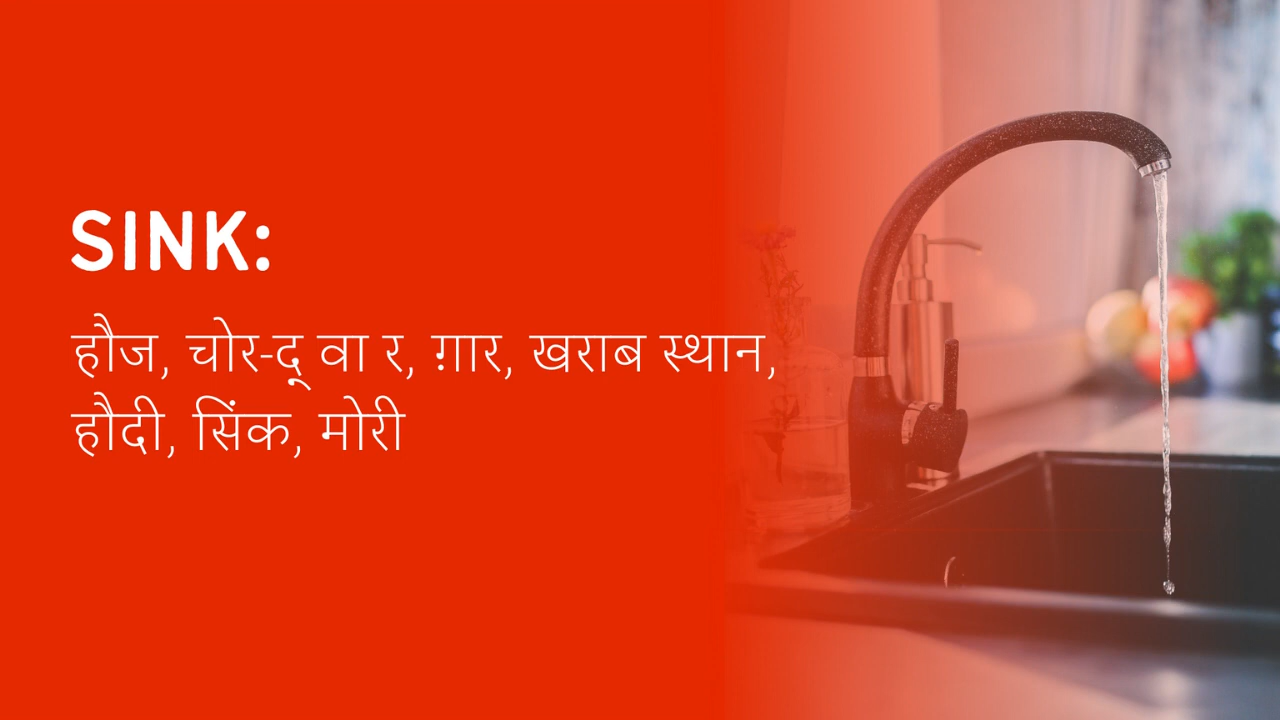 SINK:
हौज, चोर-द् वा र, ग़ार, खराब स्थान,
हौदी, सिंक, मोरी